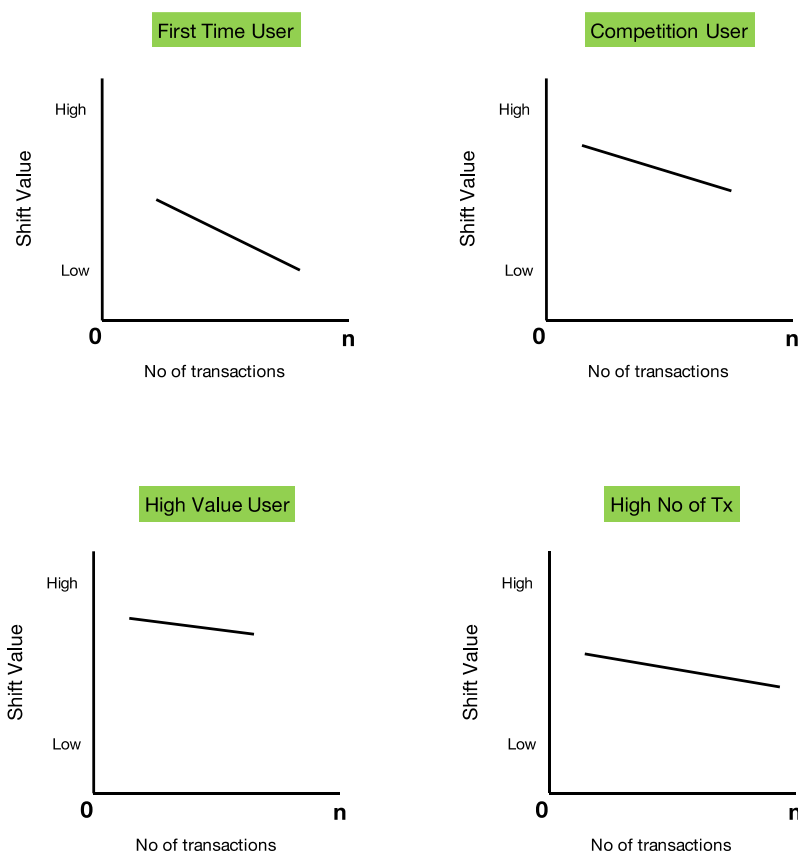 First Time User
High
Shift Value
Low
0
n
No of transactions
Competition User
High
Shift Value
Low
0
n
No of transactions
High Value User
High
Shift Value
Low
0
n
No of transactions
High No of Tx
High
Shift Value
Low
0
n
No of transactions